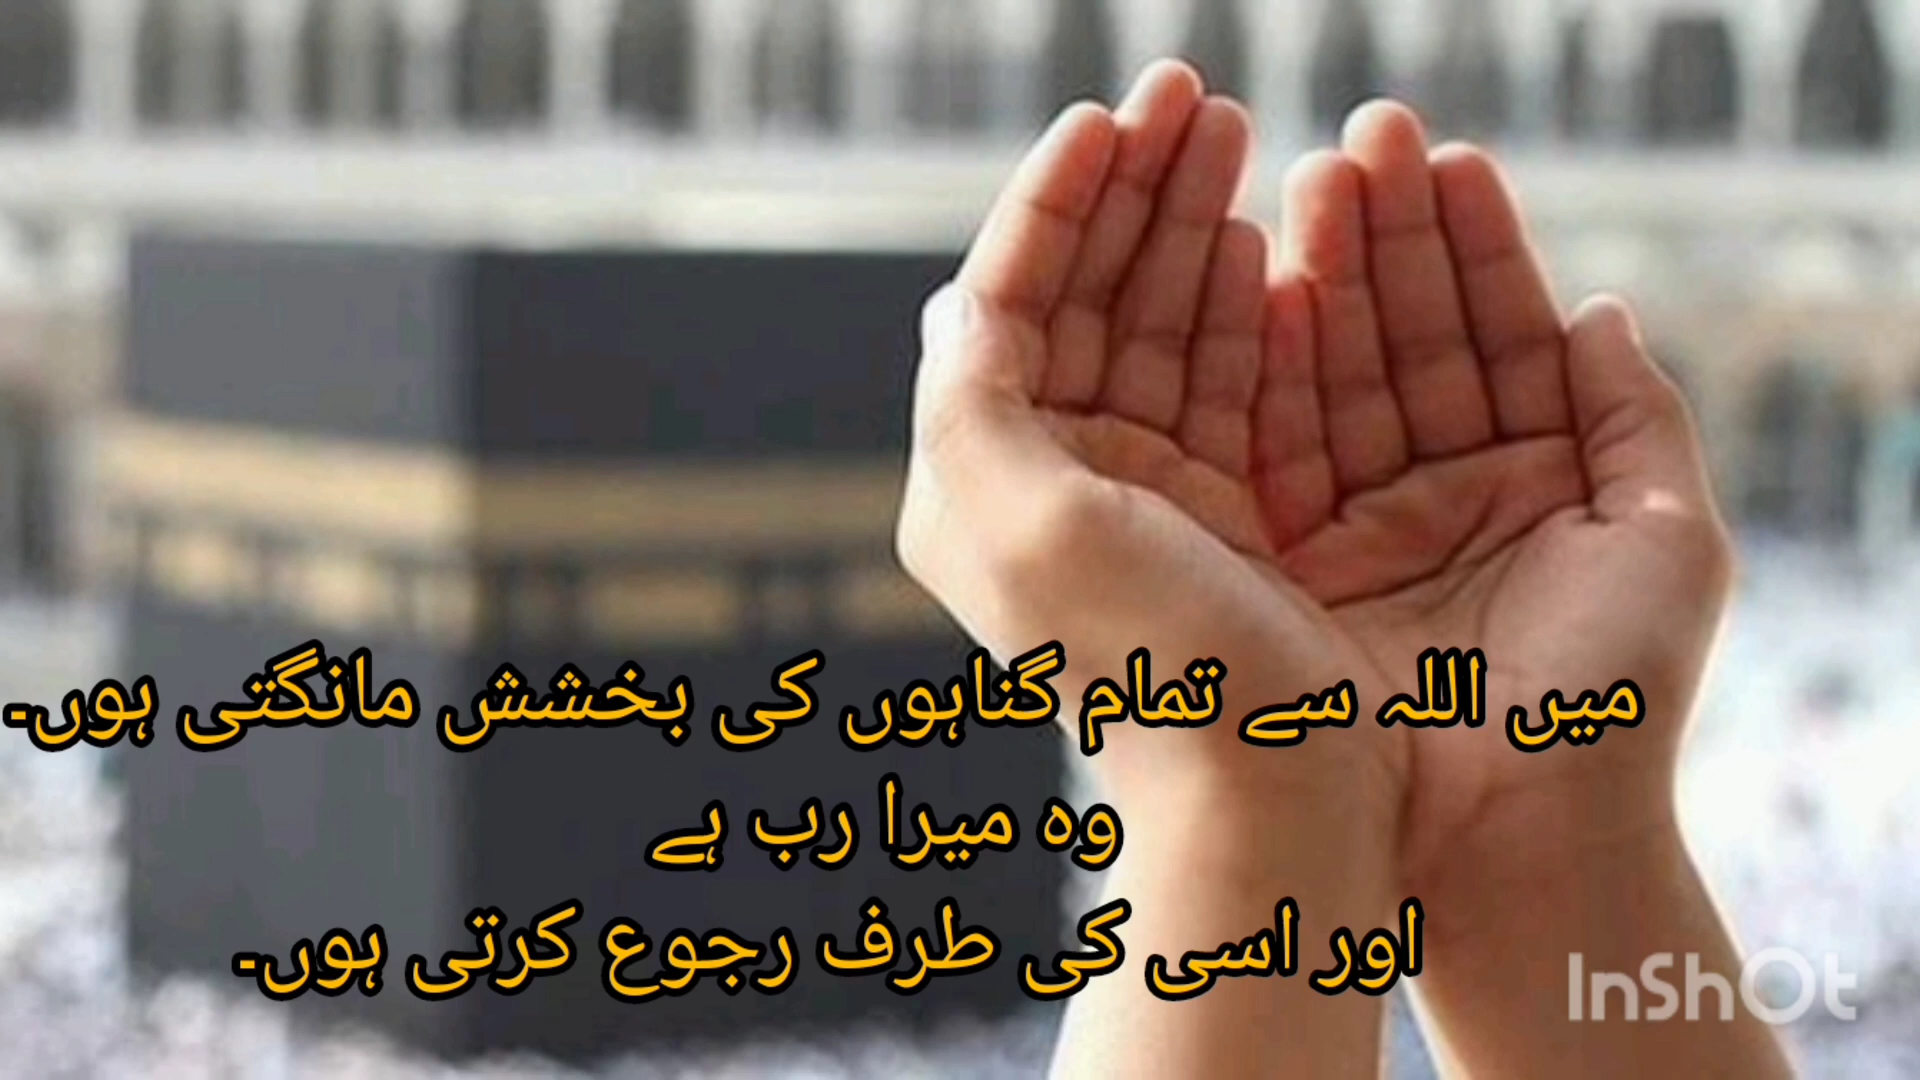 میں اللہ سے تمام گناہوں کی بخشش مانگتی ہوں۔
وہ میرا رب ہے
اور اسی کی طرف رجوع کرتی ہوں۔
InShOt